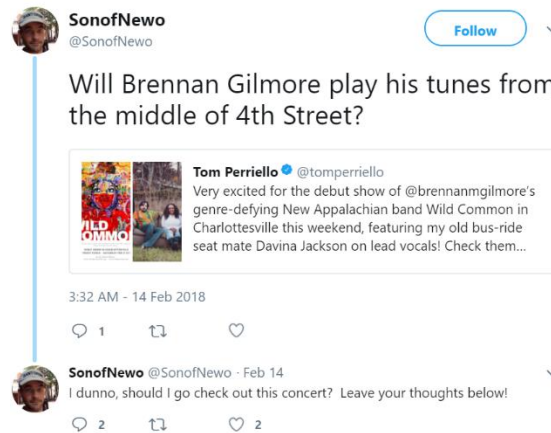 SonofNewo
@SonofNewo
Follow
Will Brennan Gilmore play his tunes from
the middle of 4th Street?
Tom Perriello @tomperriello
Very excited for the debut show of @brennanmgilmore's
genre-defying New Appalachian band Wild Common in
Charlottesville this weekend, featuring my old bus-ride
seat mate Davina Jackson on lead vocals! Check them...
3:32 AM - 14 Feb 2018
1
SonofNewo @SonofNewo · Feb 14
I dunno, should I go check out this concert? Leave your thoughts below!
2 2